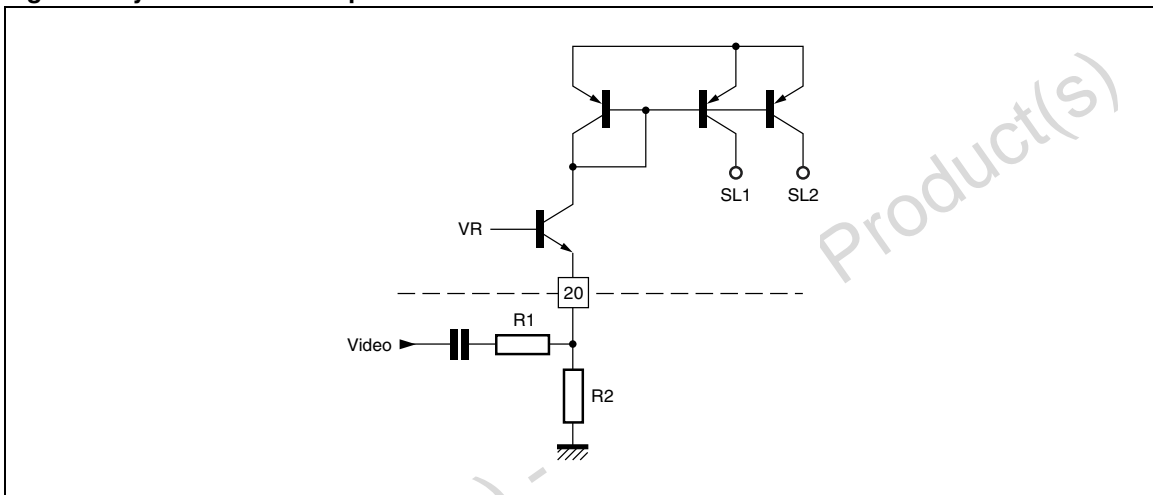 SL1 SL2
VR
20
R1
Video
R2
Product(s)
) -